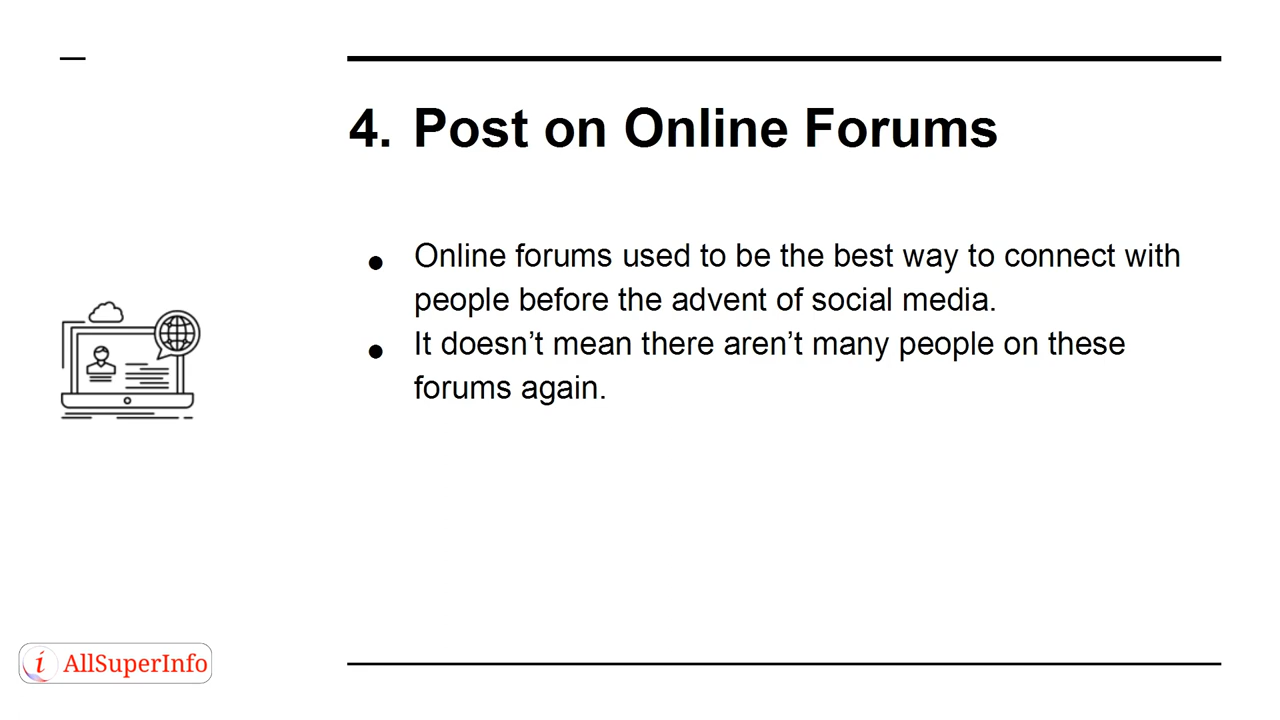 4. Post on Online Forums
● Online forums used to be the best way to connect with
people before the advent of social media.
● It doesn’t mean there aren’t many people on these
forums again.
i AllSuperInfo